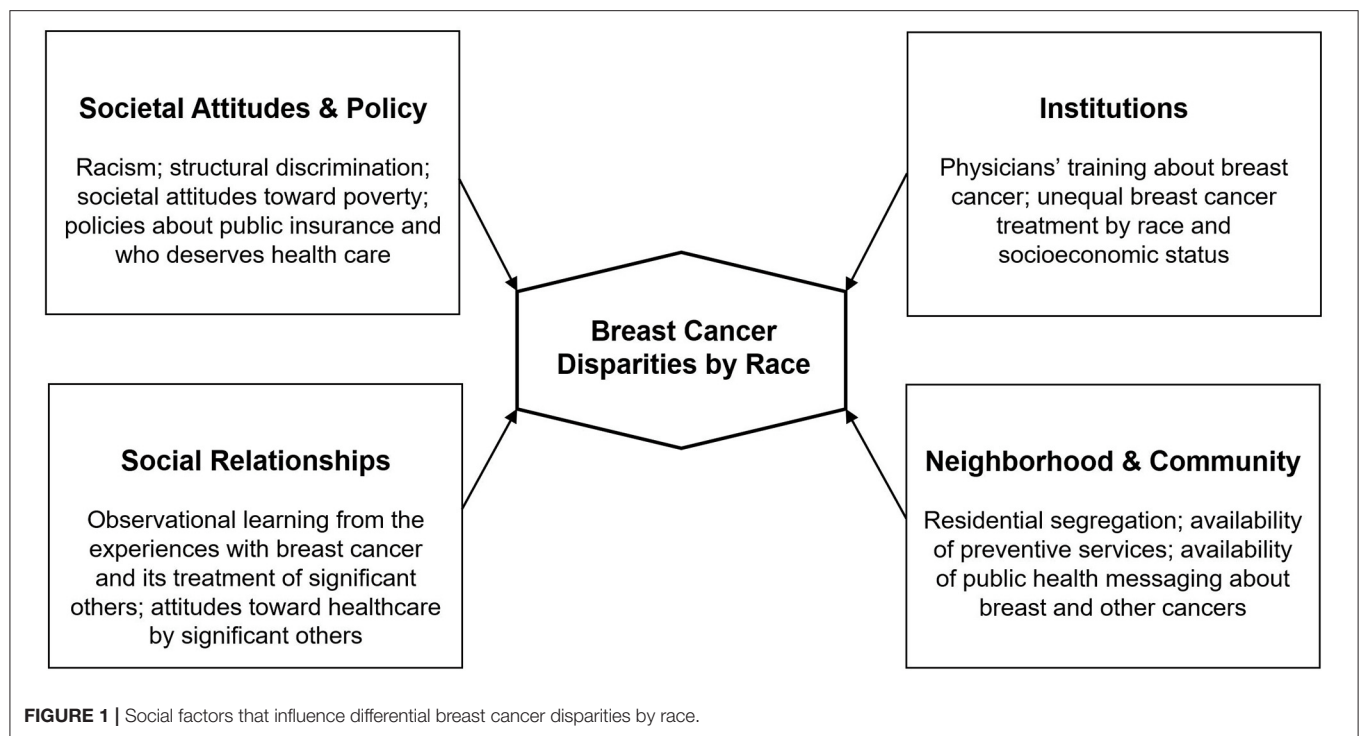 Societal Attitudes & Policy
Racism; structural discrimination;
societal attitudes toward poverty;
policies about public insurance and
who deserves health care
Institutions
Physicians’ training about breast
cancer; unequal breast cancer
treatment by race and
socioeconomic status
Breast Cancer
Disparities by Race
Social Relationships
Observational learning from the
experiences with breast cancer
and its treatment of significant
others; attitudes toward healthcare
by significant others
Neighborhood & Community
Residential segregation; availability
of preventive services; availability
of public health messaging about
breast and other cancers
FIGURE 1 | Social factors that influence differential breast cancer disparities by race.